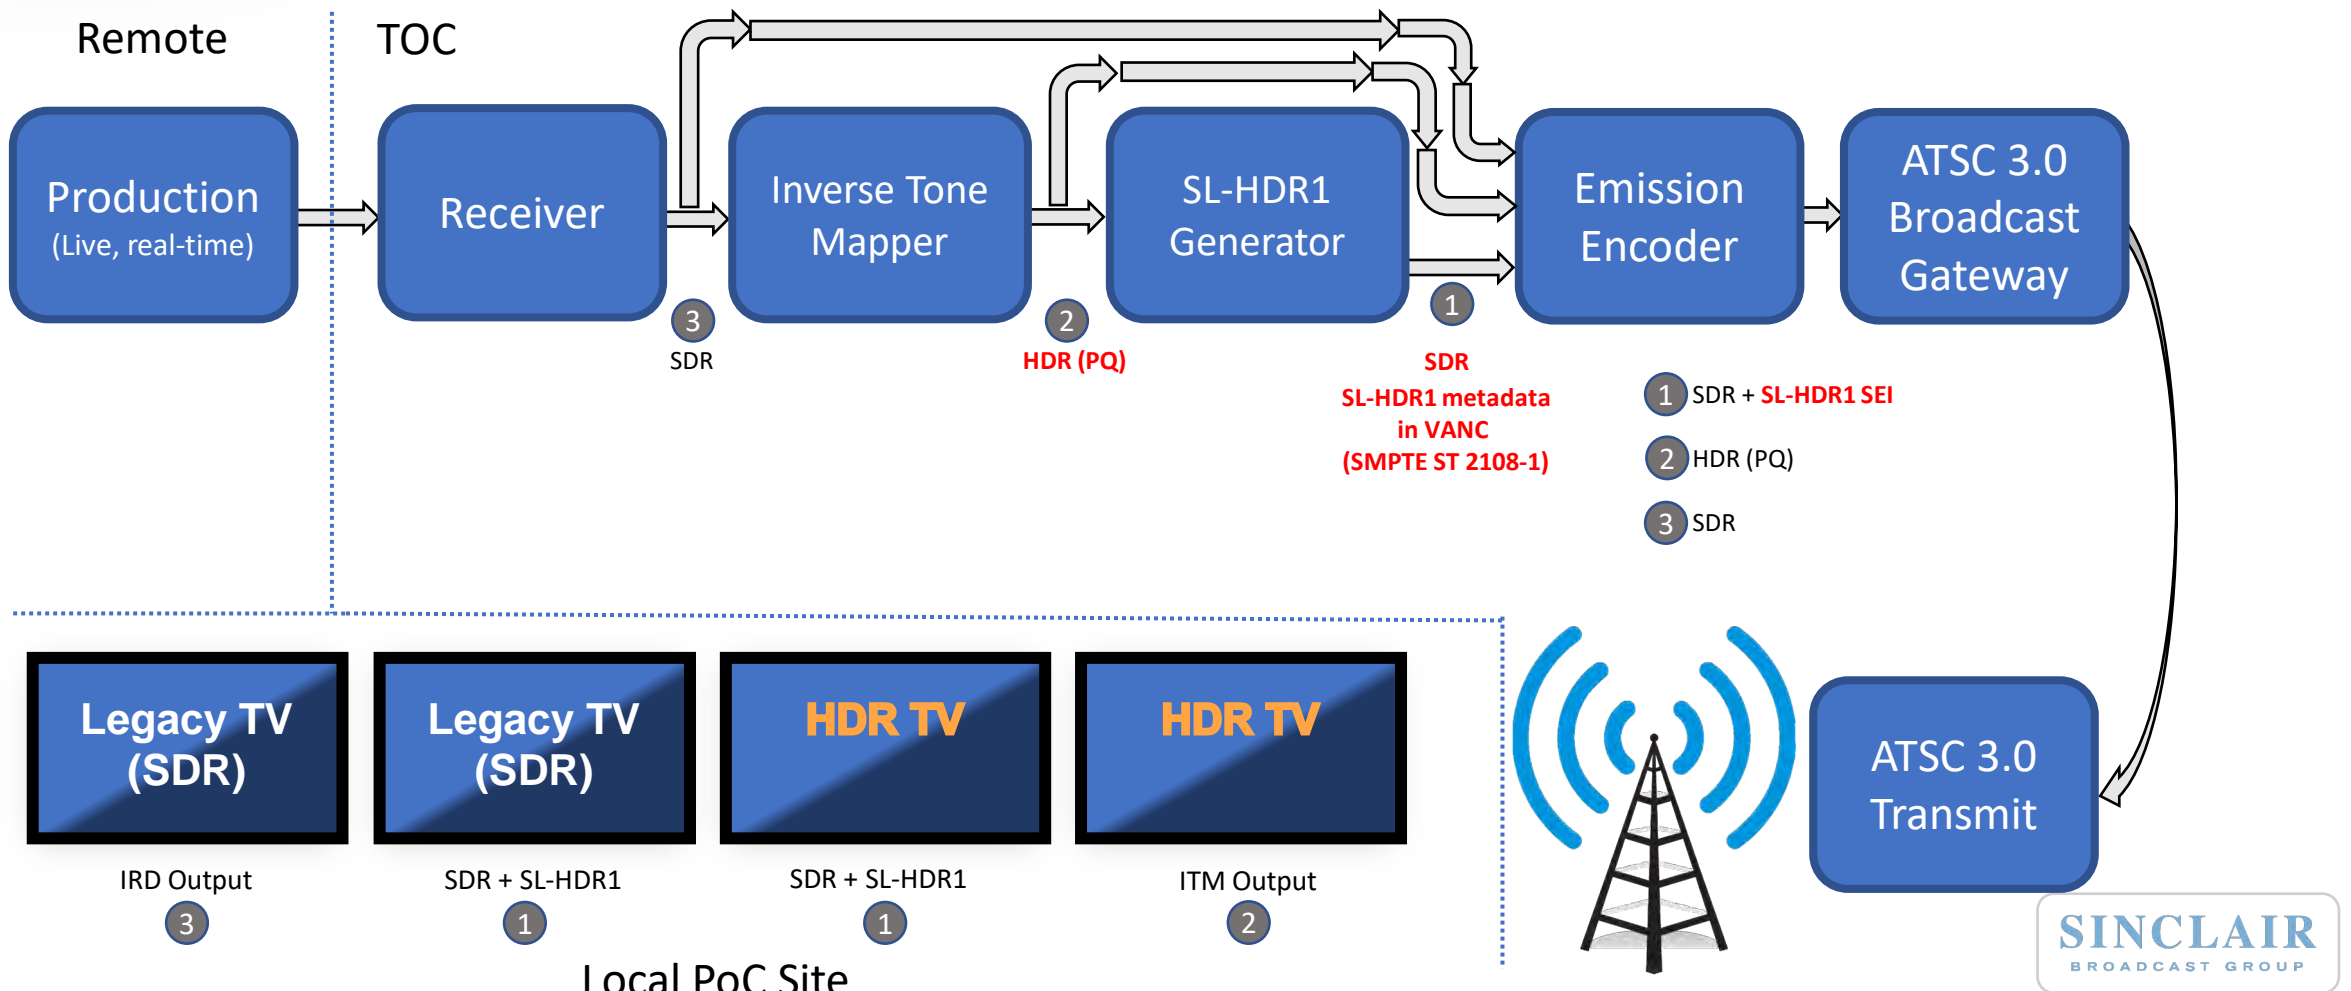 Remote
TOC
Production
(Live, real-time)
Receiver
Inverse Tone
Mapper
SL-HDR1
Generator
Emission
Encoder
ATSC 3.0
Broadcast
Gateway
3
SDR
2
HDR (PQ)
1
SDR
SL-HDR1 metadata
in VANC
(SMPTE ST 2108-1)
1 SDR + SL-HDR1 SEI
2 HDR (PQ)
3 SDR
Legacy TV
(SDR)
IRD Output
3
Legacy TV
(SDR)
SDR + SL-HDR1
1
HDR TV
SDR + SL-HDR1
1
HDR TV
ITM Output
2
Local PoC Site
ATSC 3.0
Transmit
SINCLAIR
BROADCAST GROUP